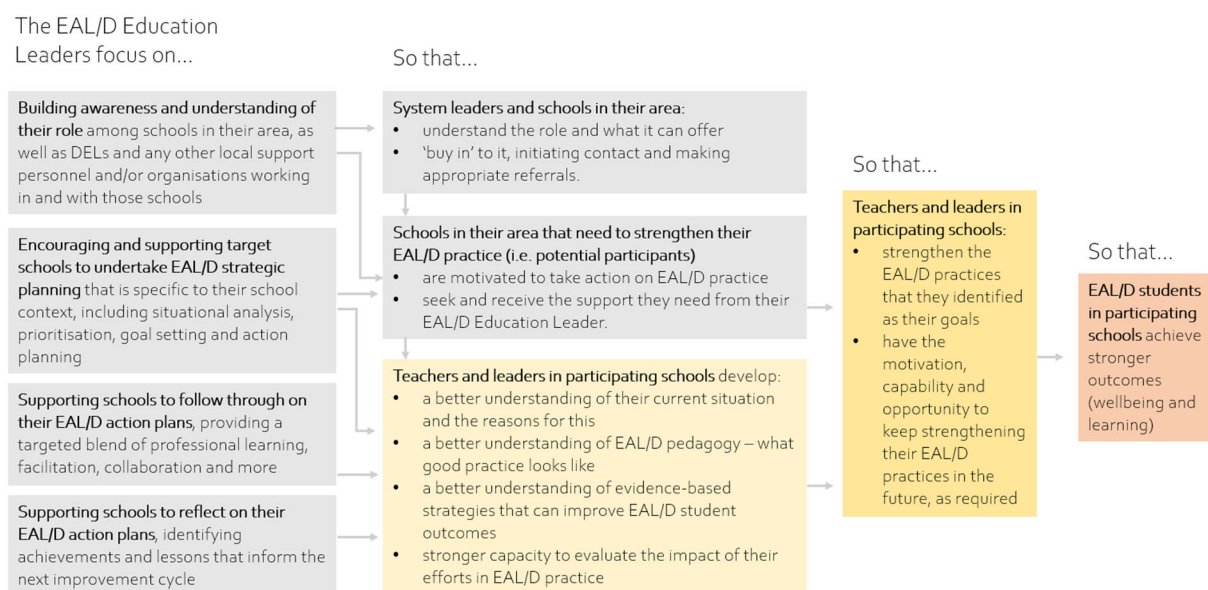 The EAL/D Education
Leaders focus on...
Building awareness and understanding of
their role among schools in their area, as
well as DELs and any other local support
personnel and/or organisations working
in and with those schools
Encouraging and supporting target
schools to undertake EAL/D strategic
planning that is specific to their school
context, including situational analysis,
prioritisation, goal setting and action
planning
Supporting schools to follow through on
their EAL/D action plans, providing a
targeted blend of professional learning,
facilitation, collaboration and more
Supporting schools to reflect on their
EAL/D action plans, identifying
achievements and lessons that inform the
next improvement cycle
So that...
System leaders and schools in their area:
• understand the role and what it can offer
• ‘buy in’ to it, initiating contact and making
appropriate referrals.
Schools in their area that need to strengthen their
EAL/D practice (i.e. potential participants)
• are motivated to take action on EAL/D practice
• seek and receive the support they need from their
EAL/D Education Leader.
Teachers and leaders in participating schools develop:
• a better understanding of their current situation
and the reasons for this
• a better understanding of EAL/D pedagogy – what
good practice looks like
• a better understanding of evidence-based
strategies that can improve EAL/D student
outcomes
• stronger capacity to evaluate the impact of their
efforts in EAL/D practice
So that...
Teachers and leaders in
participating schools:
• strengthen the
EAL/D practices
that they identified
as their goals
• have the
motivation,
capability and
opportunity to
keep strengthening
their EAL/D
practices in the
future, as required
So that...
EAL/D students
in participating
schools achieve
stronger
outcomes
(wellbeing and
learning)